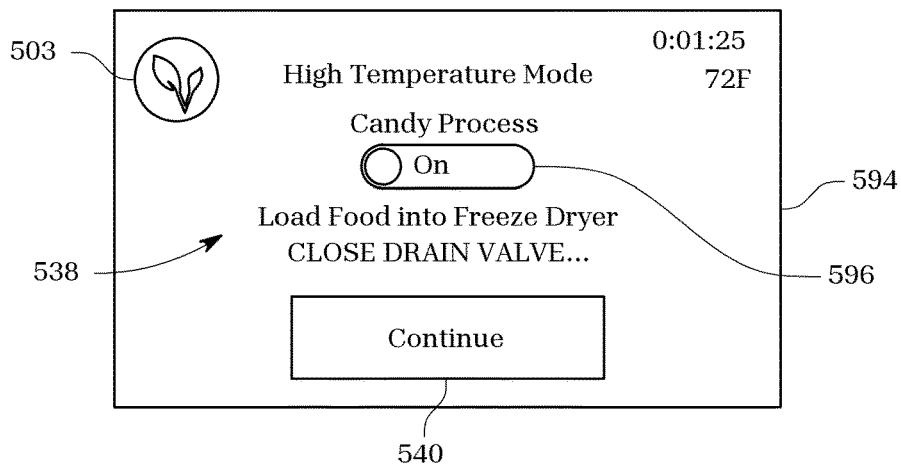 503
0:01:25
High Temperature Mode
72F
Candy Process
On
594
Load Food into Freeze Dryer
CLOSE DRAIN VALVE...
538
596
Continue
540